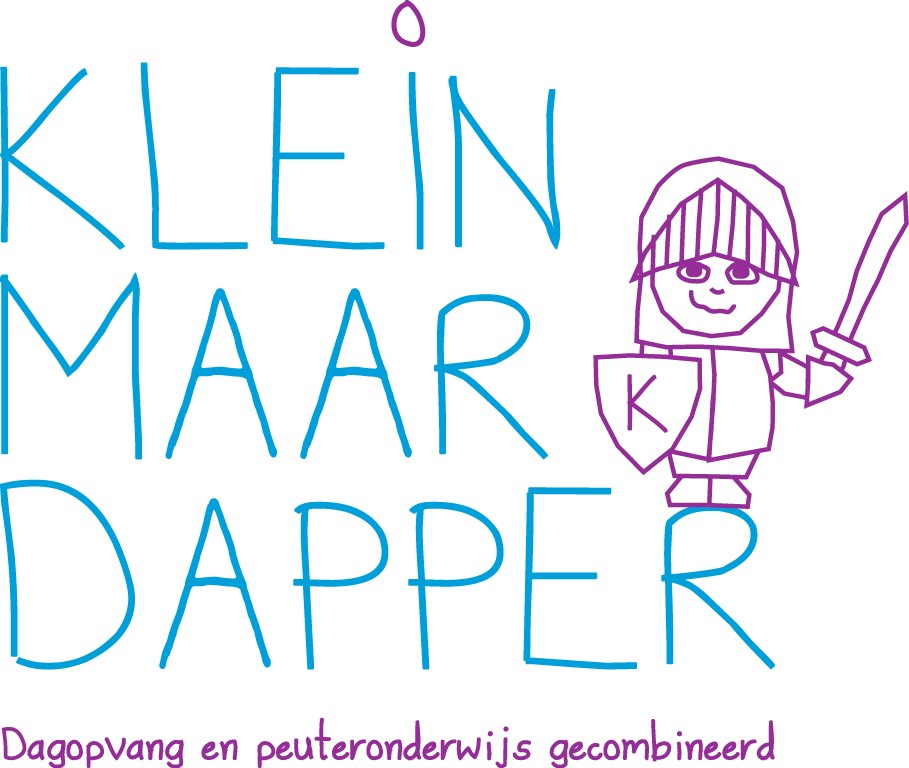 KLEiN
MAAR
K
DAPPER
Dagopvang en peuteronderwijs gecombineerd